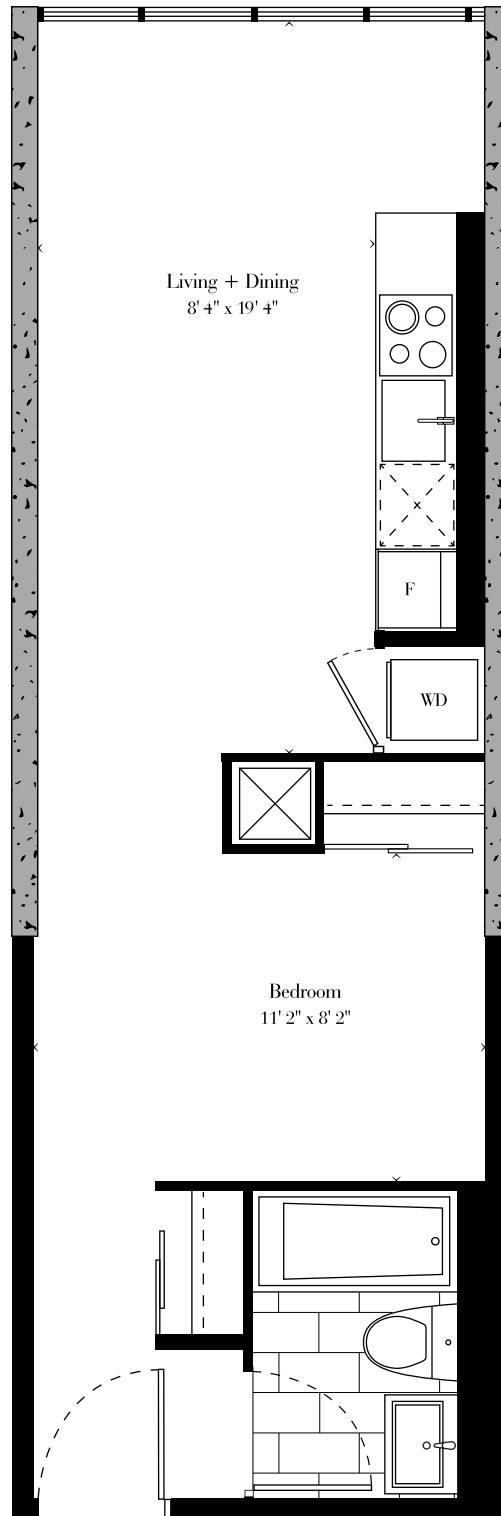 Living + Dining
8' 4" x 19' 4"
F
WD
Bedroom
11' 2" x 8' 2"